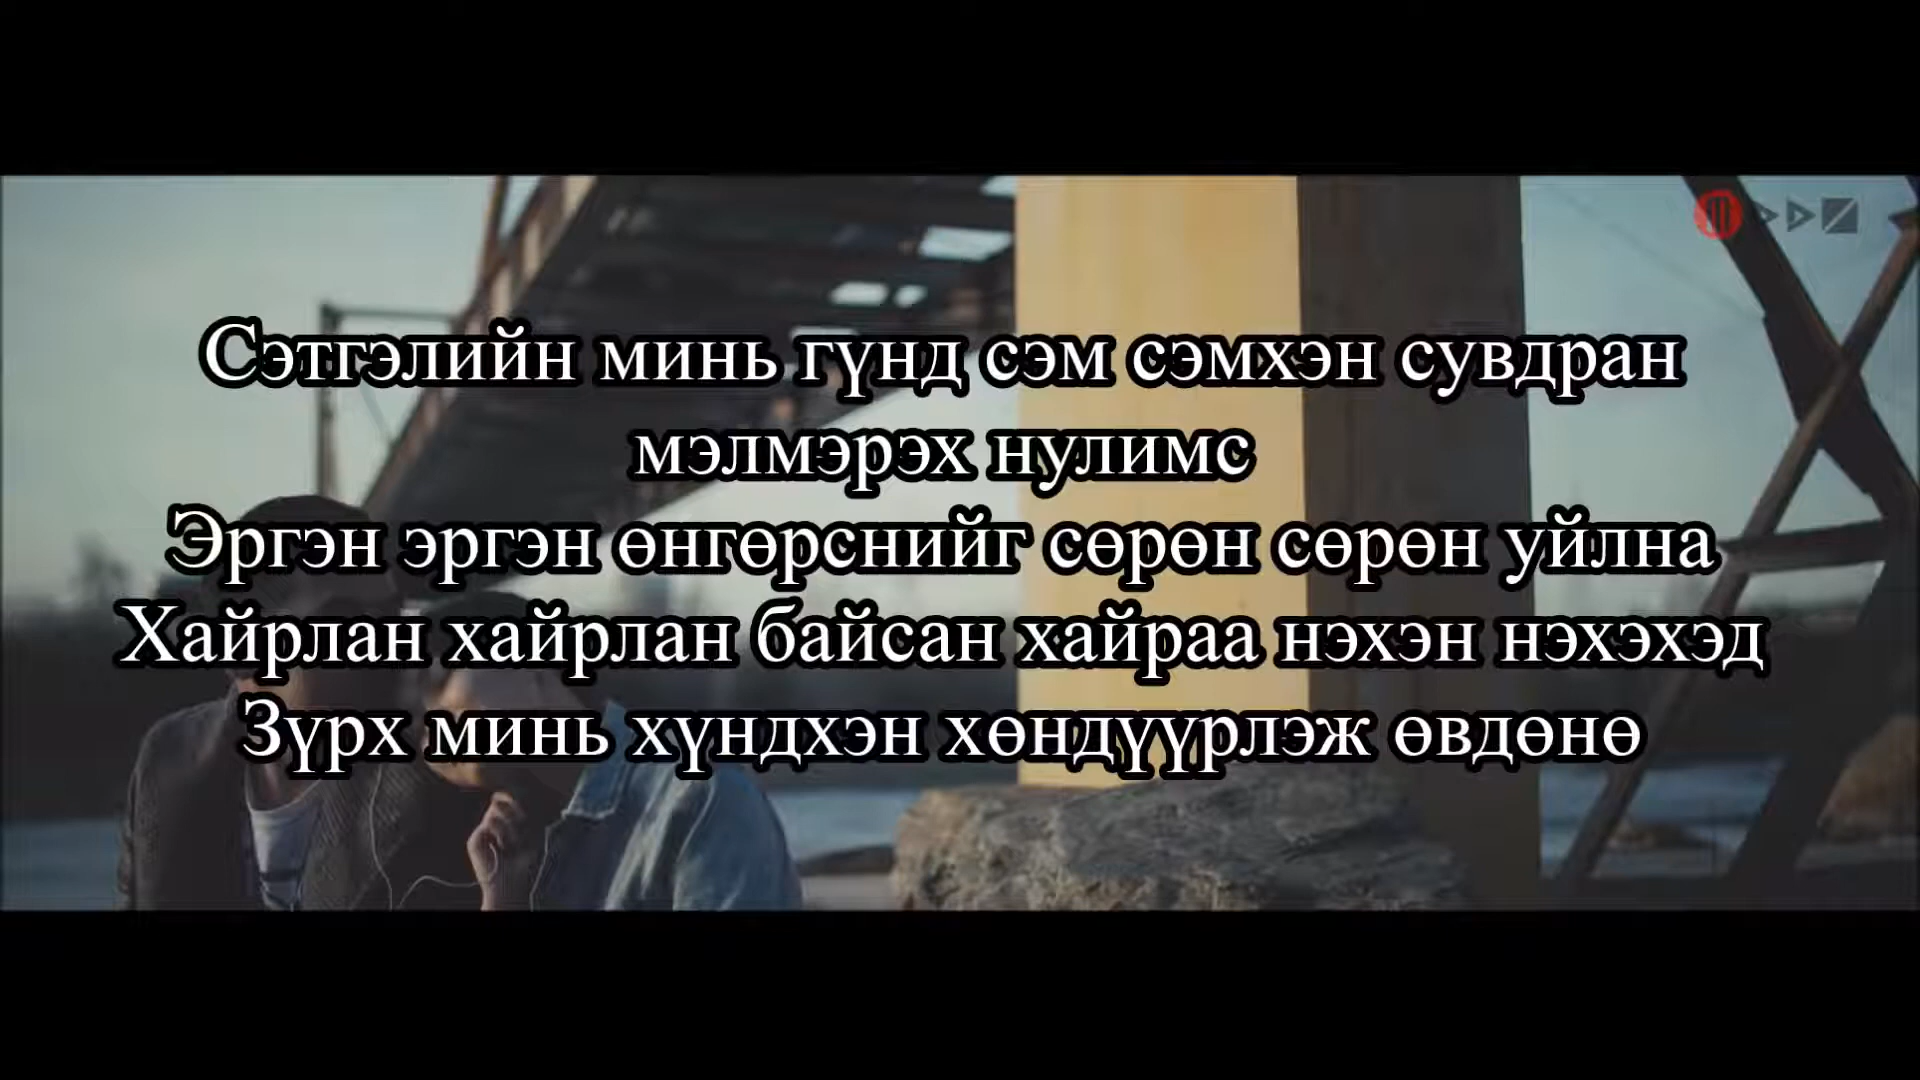 Сэтгэлийн минь гүнд сэм сэмхэн сувдран
мэлмэрэх нулимс
Эргэн эргэн өнгөрснийг сөрөн сөрөн уйлна
Хайрлан хайрлан байсан хайраа нэхэн нэхэхэд
Зүрх минь хүндхэн хөндүүрлэж өвдөнө